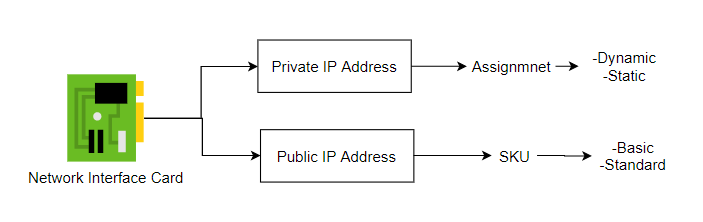 Private IP Address
Assignmnet
-Dynamic
-Static
Network Interface Card
Public IP Address
SKU
-Basic
-Standard